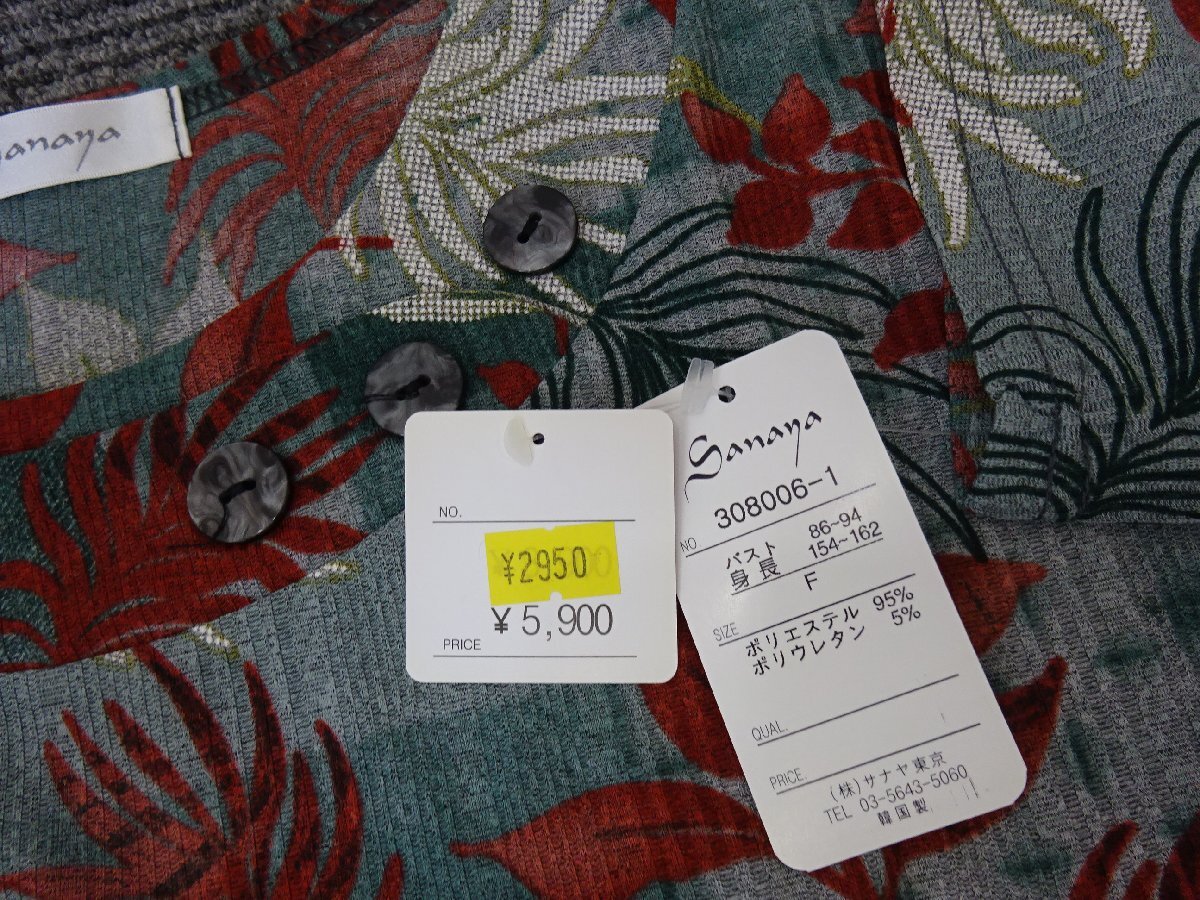 sanaya
NO.
¥2950
¥5,900
PRICE
Sanaya
308006-1
NO
バスト 86~94
身長 154~162
F
SIZE
ポリエステル 95%
ポリウレタン 5%
QUAL.
PRICE.
(株)サナヤ東京
TEL 03-5643-5060
韓国製